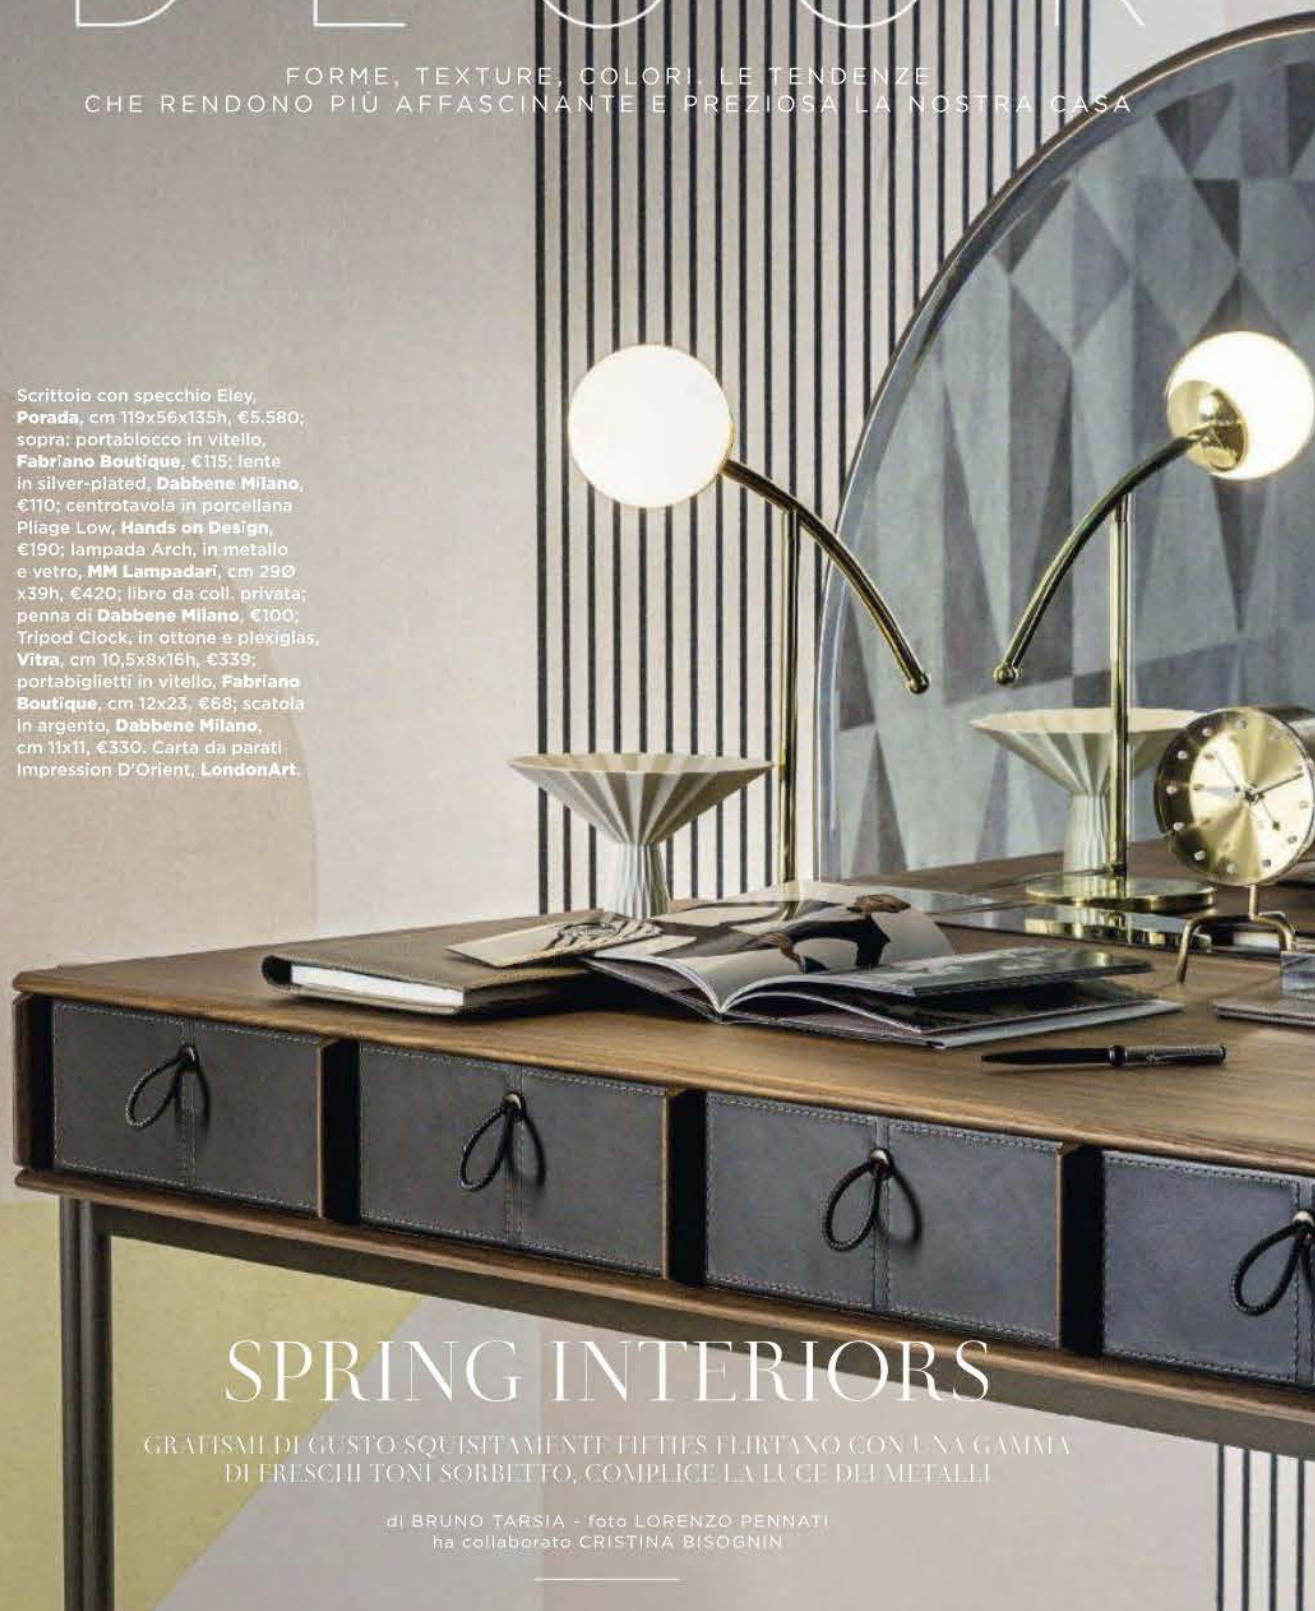 DECOR
FORME, TEXTURE, COLORI. LE TENDENZE
CHE RENDONO PIÙ AFFASCINANTE E PREZIOSA LA NOSTRA CASA
Scrittoio con specchio Eley,
Porada, cm 119x56x135h, €5.580;
sopra: portablocco in vitello,
Fabriano Boutique, €115; lente
in silver-plated, Dabbene Milano,
€110; centrotavola in porcellana
Pliage Low, Hands on Design,
€190; lampada Arch, in metallo
e vetro, MM Lampadari, cm 29Ø
x39h, €420; libro da coll. privata;
penna di Dabbene Milano, €100;
Tripod Clock, in ottone e plexiglas,
Vitra, cm 10,5x8x16h, €339;
portabiglietti in vitello, Fabriano
Boutique, cm 12x23, €68; scatola
in argento, Dabbene Milano,
cm 11x11, €330. Carta da parati
Impression D'Orient, LondonArt.
SPRING INTERIORS
GRAFISMI DI GUSTO SQUISITAMENTE FIFTIES FLIRTANO CON UNA GAMMA
DI FRESCHI TONI SORBETTO, COMPLICE LA LUCE DEI METALLI
di BRUNO TARSIA - foto LORENZO PENNATI
ha collaborato CRISTINA BISOGNIN